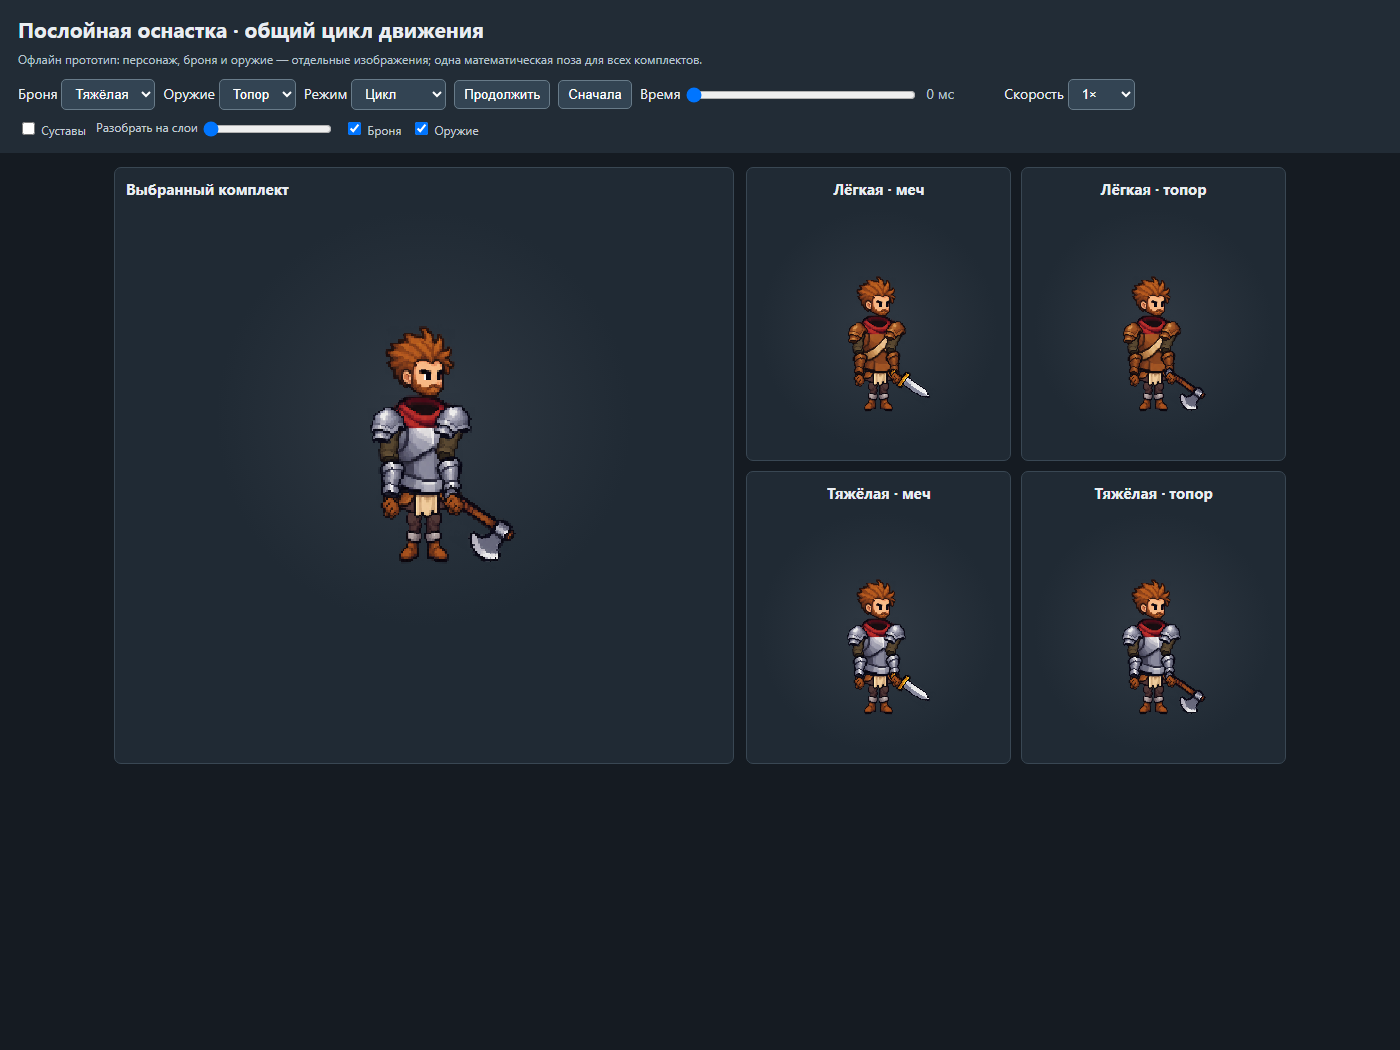 Послойная оснастка · общий цикл движения
Офлайн прототип: персонаж, броня и оружие — отдельные изображения; одна математическая поза для всех комплектов.
Броня Тяжёлая Оружие Топор Режим Цикл Продолжить Сначала Время 0 мс Скорость 1×
Суставы Разобрать на слои Броня Оружие
Выбранный комплект
Лёгкая · меч
Лёгкая · топор
Тяжёлая · меч
Тяжёлая · топор